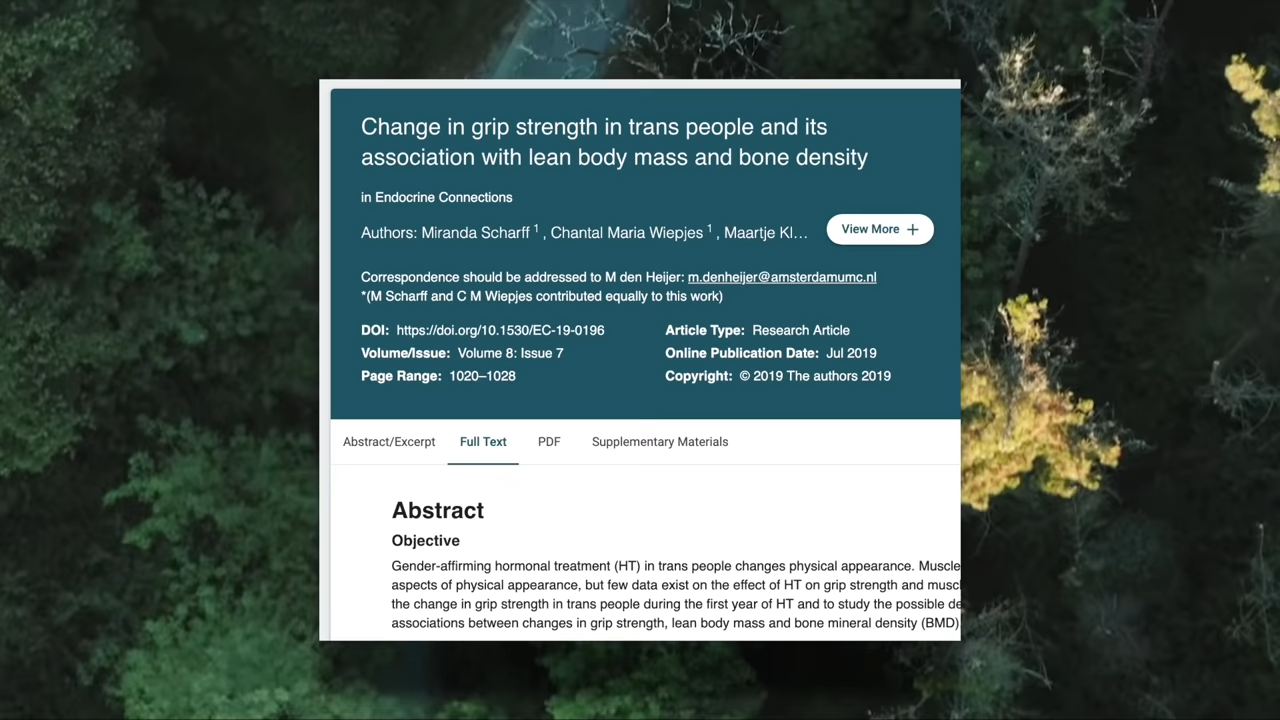 Change in grip strength in trans people and its
association with lean body mass and bone density
in Endocrine Connections
Authors: Miranda Scharff 1 , Chantal Maria Wiepjes 1 , Maartje Kl…
View More +
Correspondence should be addressed to M den Heijer: m.denheijer@amsterdamumc.nl
*(M Scharff and C M Wiepjes contributed equally to this work)
DOI: https://doi.org/10.1530/EC-19-0196
Article Type: Research Article
Volume/Issue: Volume 8: Issue 7
Online Publication Date: Jul 2019
Page Range: 1020–1028
Copyright: © 2019 The authors 2019
Abstract/Excerpt Full Text PDF Supplementary Materials
Abstract
Objective
Gender-affirming hormonal treatment (HT) in trans people changes physical appearance. Muscle
aspects of physical appearance, but few data exist on the effect of HT on grip strength and
the change in grip strength in trans people during the first year of HT and to study the possible
associations between changes in grip strength, lean body mass and bone mineral density (BMD)